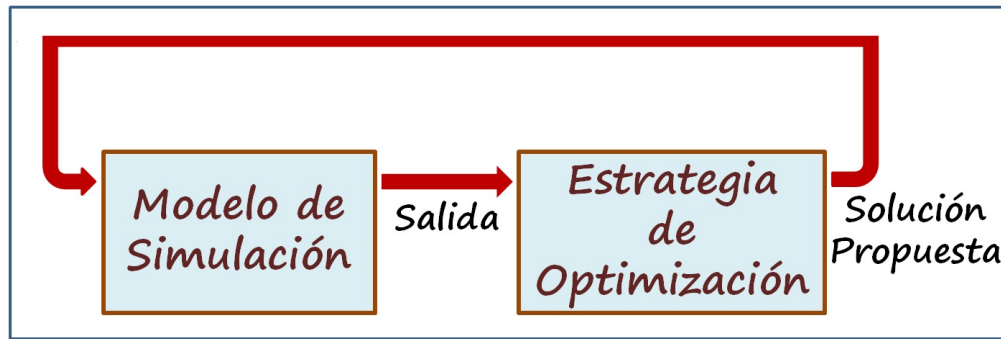 Modelo de
Simulación
Salida
Estrategia
de
Optimización
Solución
Propuesta